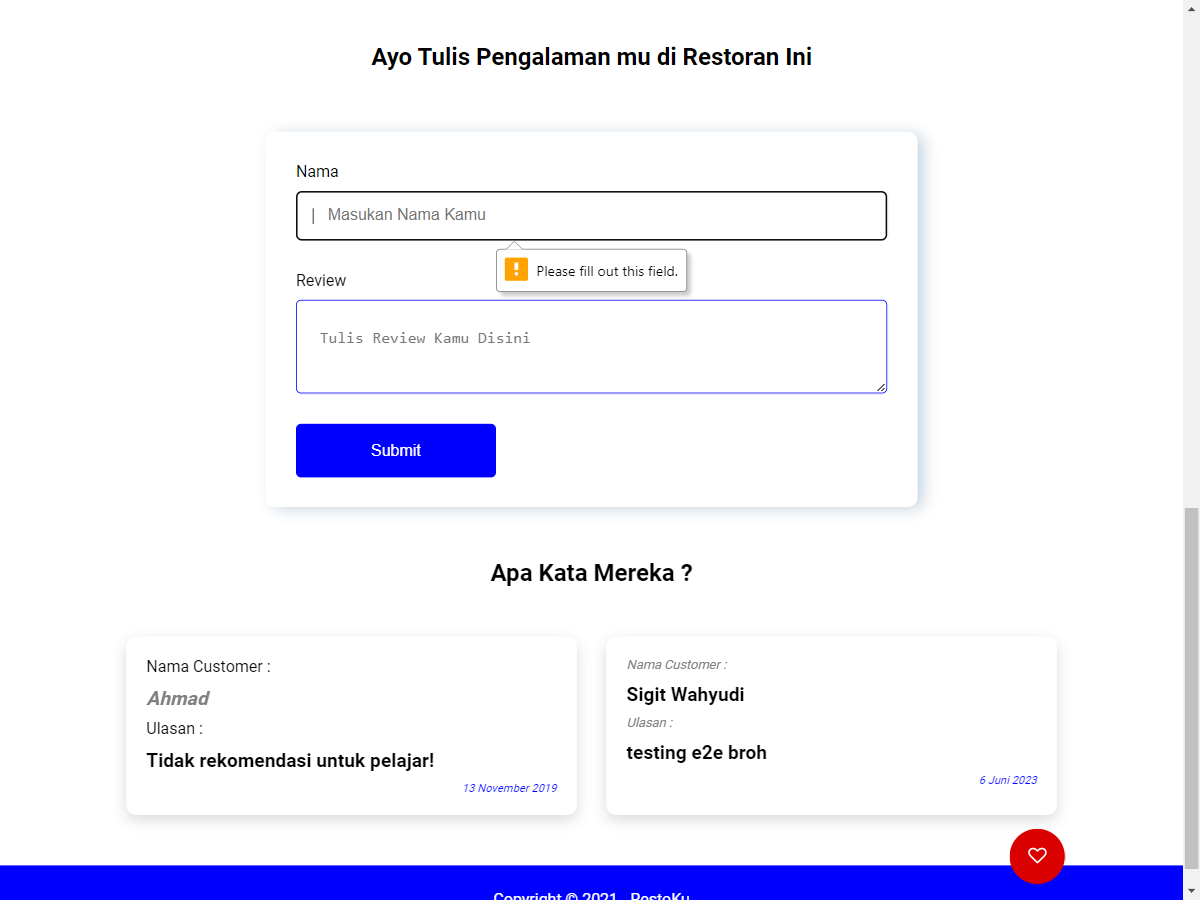 Ayo Tulis Pengalaman mu di Restoran Ini
Nama
Masukan Nama Kamu
Please fill out this field.
Review
Tulis Review Kamu Disini
Submit
Apa Kata Mereka ?
Nama Customer :
Ahmad
Ulasan :
Tidak rekomendasi untuk pelajar!
13 November 2019
Nama Customer :
Sigit Wahyudi
Ulasan :
testing e2e broh
6 Juni 2023
Copyright © 2021 - RestoKu